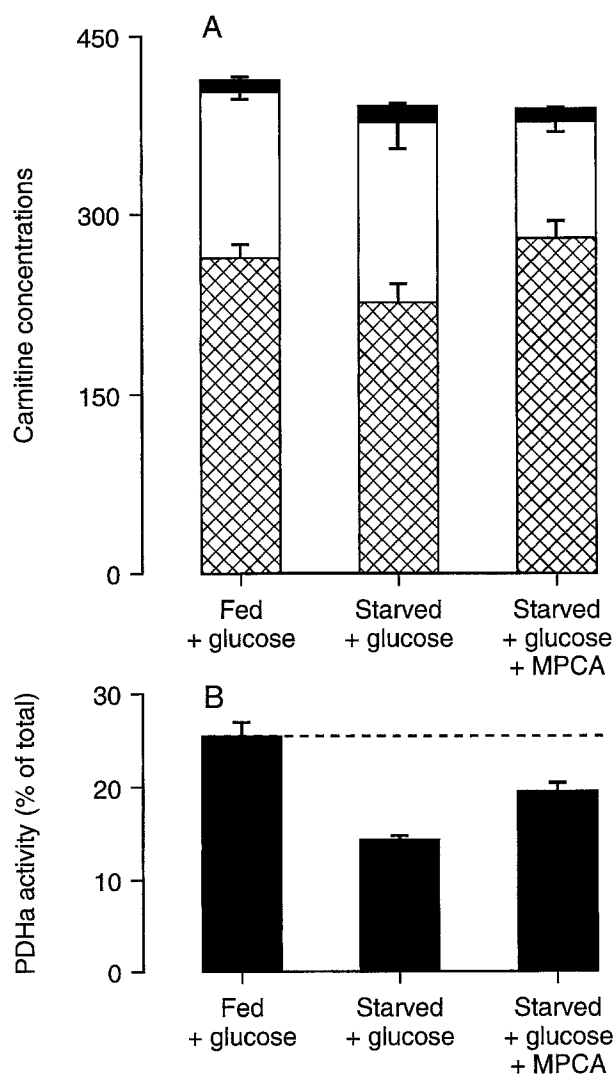 A
450
300
150
0
Carnitine concentrations
Fed
+ glucose
Starved
+ glucose
Starved
+ glucose
+ MPCA
B
30
20
10
0
PDHa activity (% of total)
Fed
+ glucose
Starved
+ glucose
Starved
+ glucose
+ MPCA